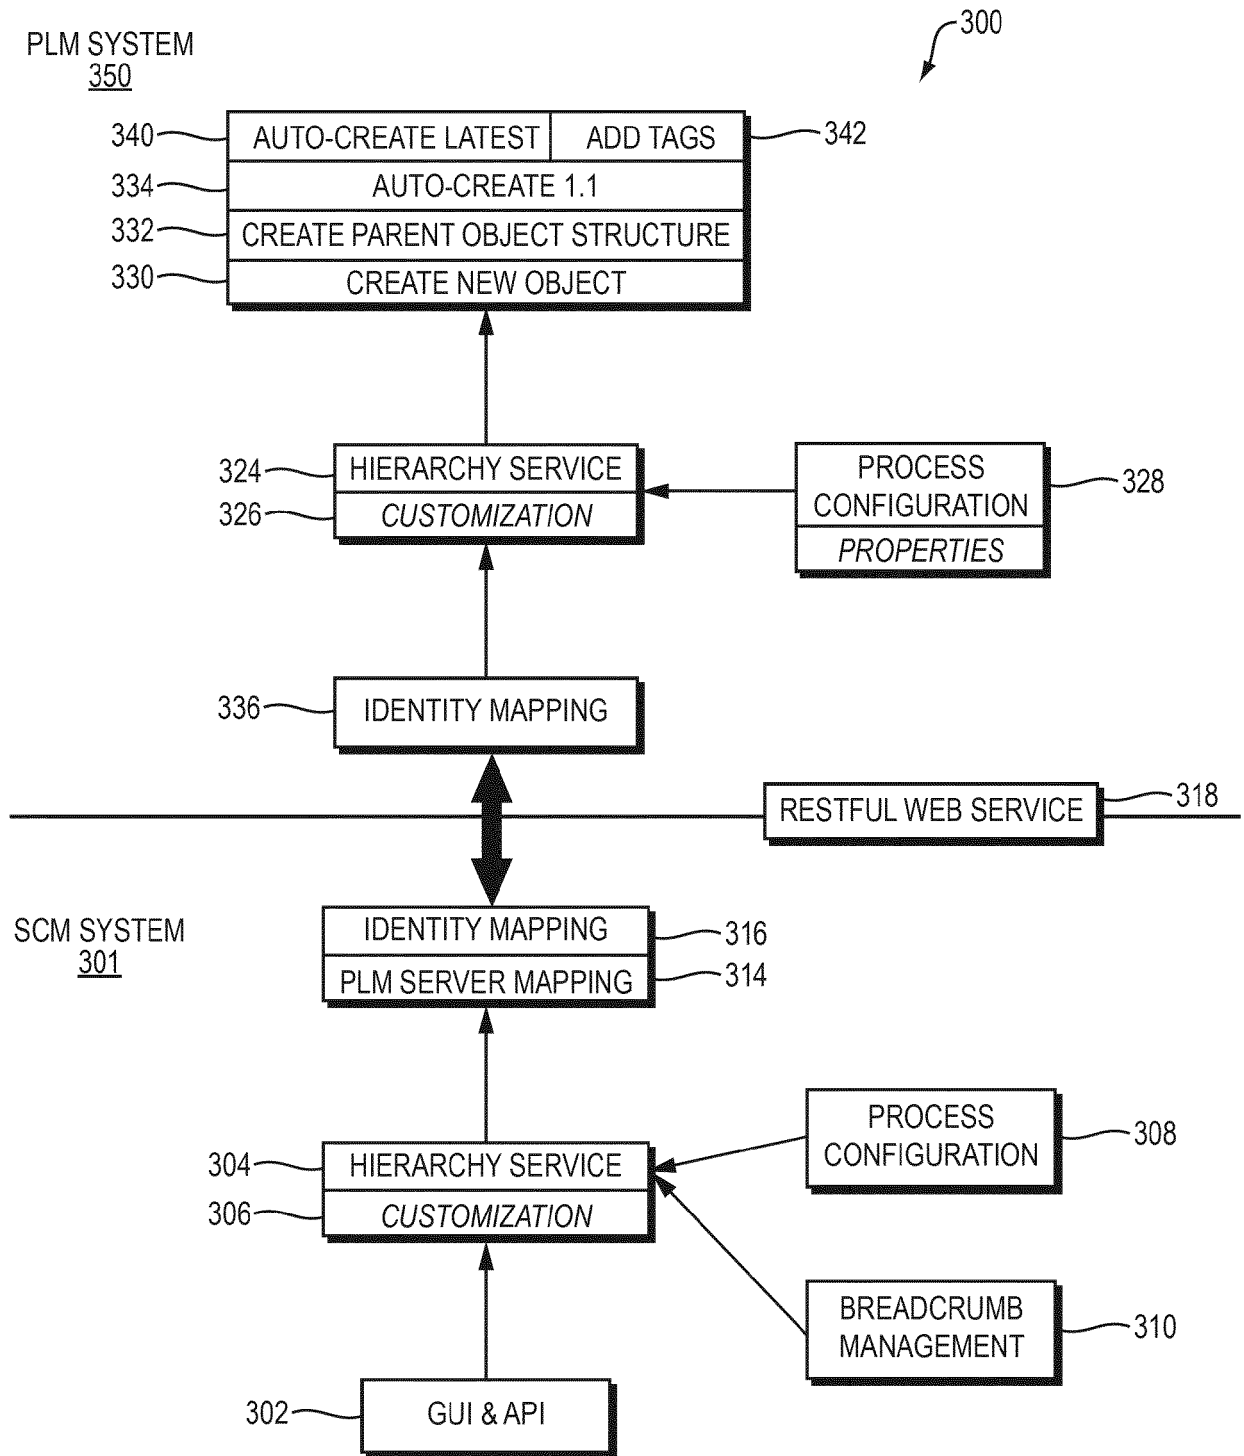 300
PLM SYSTEM
350
340 AUTO-CREATE LATEST ADD TAGS 342
334 AUTO-CREATE 1.1
332 CREATE PARENT OBJECT STRUCTURE
330 CREATE NEW OBJECT
324 HIERARCHY SERVICE
326 CUSTOMIZATION
PROCESS
CONFIGURATION 328
PROPERTIES
336 IDENTITY MAPPING
RESTFUL WEB SERVICE 318
SCM SYSTEM
301
IDENTITY MAPPING 316
PLM SERVER MAPPING 314
304 HIERARCHY SERVICE
306 CUSTOMIZATION
PROCESS
CONFIGURATION 308
BREADCRUMB
MANAGEMENT 310
302 GUI & API